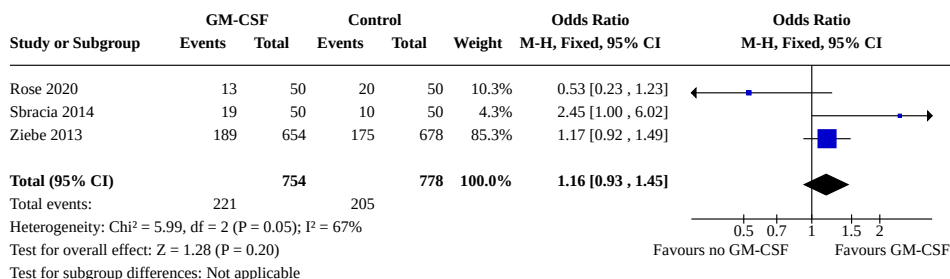 GM-CSF Control Odds Ratio Odds Ratio
Study or Subgroup Events Total Events Total Weight M-H, Fixed, 95% CI M-H, Fixed, 95% CI
Rose 2020 13 50 20 50 10.3% 0.53 [0.23 , 1.23]
Sbracia 2014 19 50 10 50 4.3% 2.45 [1.00 , 6.02]
Ziebe 2013 189 654 175 678 85.3% 1.17 [0.92 , 1.49]
Total (95% CI) 754 778 100.0% 1.16 [0.93 , 1.45]
Total events: 221 205
Heterogeneity: Chi² = 5.99, df = 2 (P = 0.05); I² = 67%
0.5 0.7 1 1.5 2
Test for overall effect: Z = 1.28 (P = 0.20)
Favours no GM-CSF Favours GM-CSF
Test for subgroup differences: Not applicable